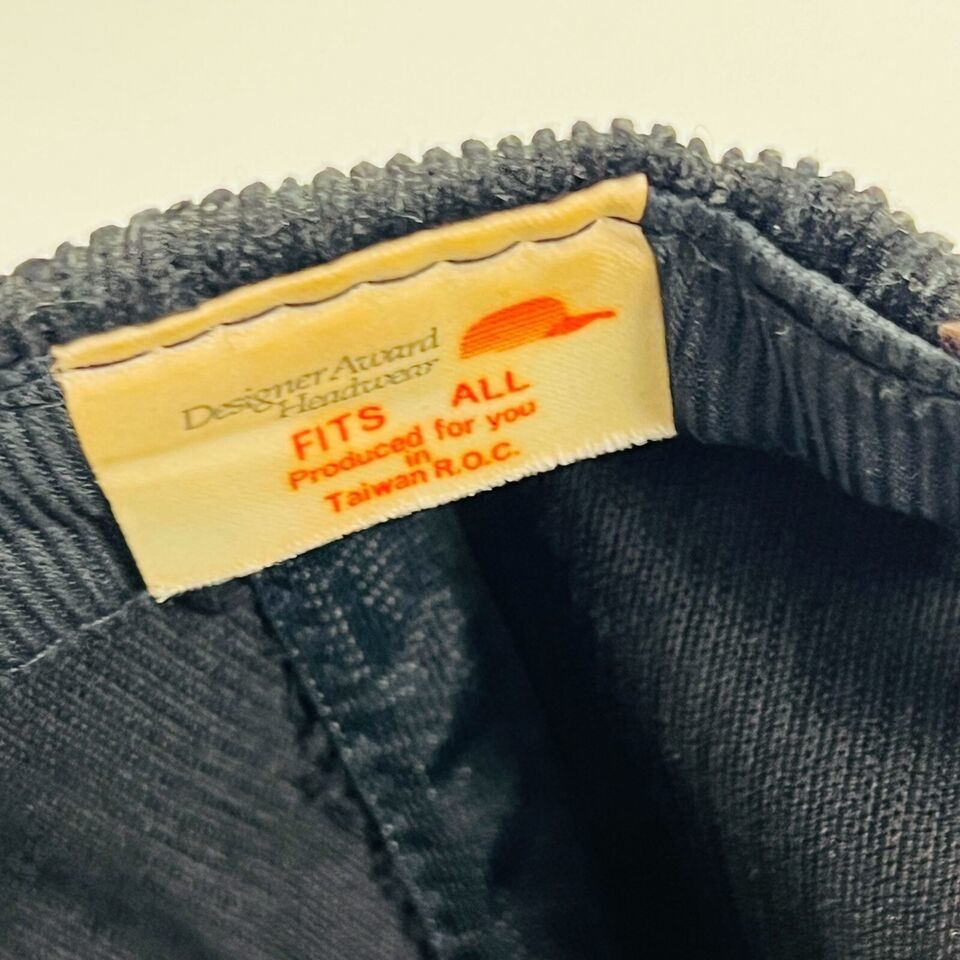 Designer Award
Headwear
FITS ALL
Produced for you
in
Taiwan R.O.C.